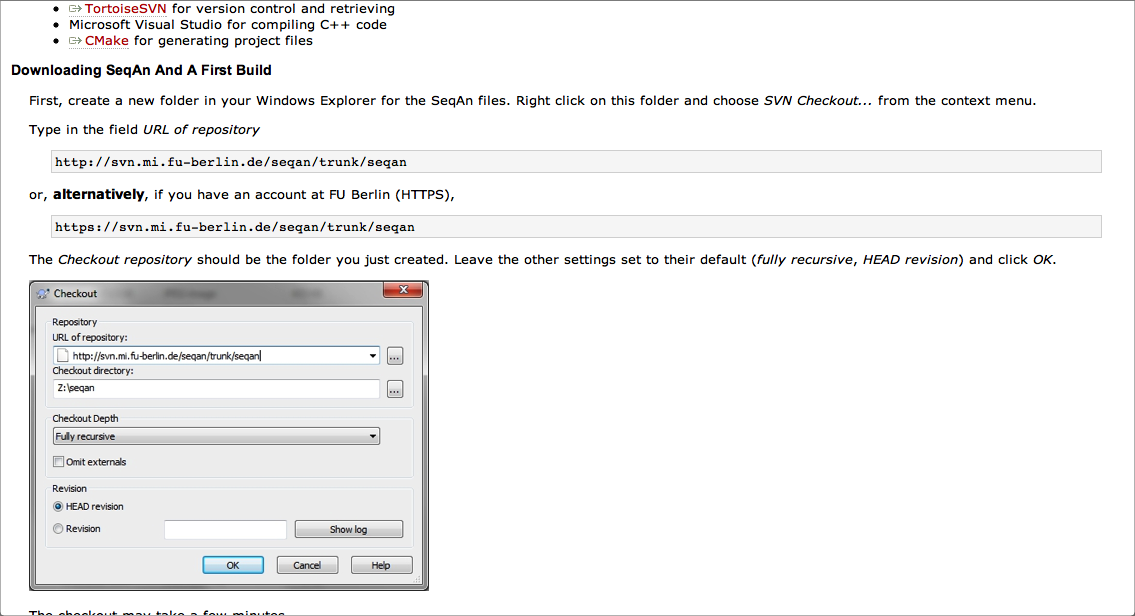 TortoiseSVN for version control and retrieving
Microsoft Visual Studio for compiling C++ code
CMake for generating project files
Downloading SeqAn And A First Build
First, create a new folder in your Windows Explorer for the SeqAn files. Right click on this folder and choose SVN Checkout... from the context menu.
Type in the field URL of repository
http://svn.mi.fu-berlin.de/seqan/trunk/seqan
or, alternatively, if you have an account at FU Berlin (HTTPS),
https://svn.mi.fu-berlin.de/seqan/trunk/seqan
The Checkout repository should be the folder you just created. Leave the other settings set to their default (fully recursive, HEAD revision) and click OK.
Checkout
Repository
URL of repository:
http://svn.mi.fu-berlin.de/seqan/trunk/seqan
...
Checkout directory:
Z:\seqan
...
Checkout Depth
Fully recursive
Omit externals
Revision
HEAD revision
Revision
Show log
OK Cancel Help
The checkout may take a few minutes.